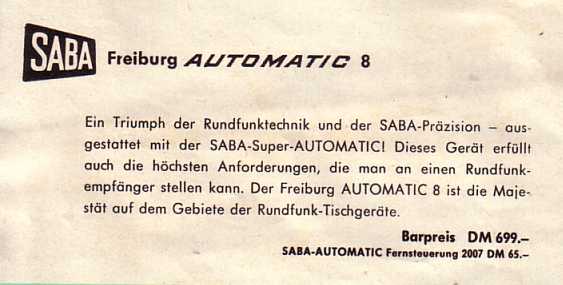 SABA Freiburg AUTOMATIC 8
Ein Triumph der Rundfunktechnik und der SABA-Präzision – aus-
gestattet mit der SABA-Super-AUTOMATIC! Dieses Gerät erfüllt
auch die höchsten Anforderungen, die man an einen Rundfunk-
empfänger stellen kann. Der Freiburg AUTOMATIC 8 ist die Maje-
stät auf dem Gebiete der Rundfunk-Tischgeräte.
Barpreis DM 699.–
SABA-AUTOMATIC Fernsteuerung 2007 DM 65.–